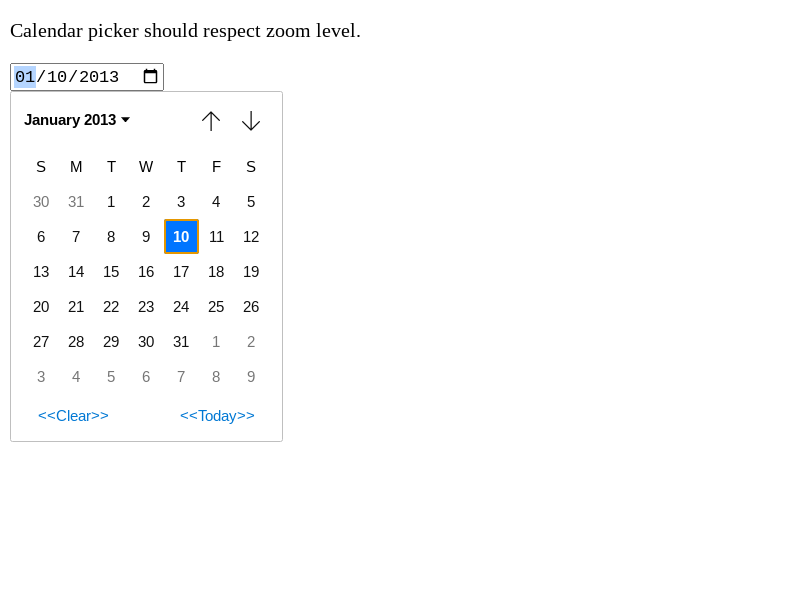 Calendar picker should respect zoom level.
01/10/2013
January 2013
S M T W T F S
30 31 1 2 3 4 5
6 7 8 9 10 11 12
13 14 15 16 17 18 19
20 21 22 23 24 25 26
27 28 29 30 31 1 2
3 4 5 6 7 8 9
<<Clear>> <<Today>>